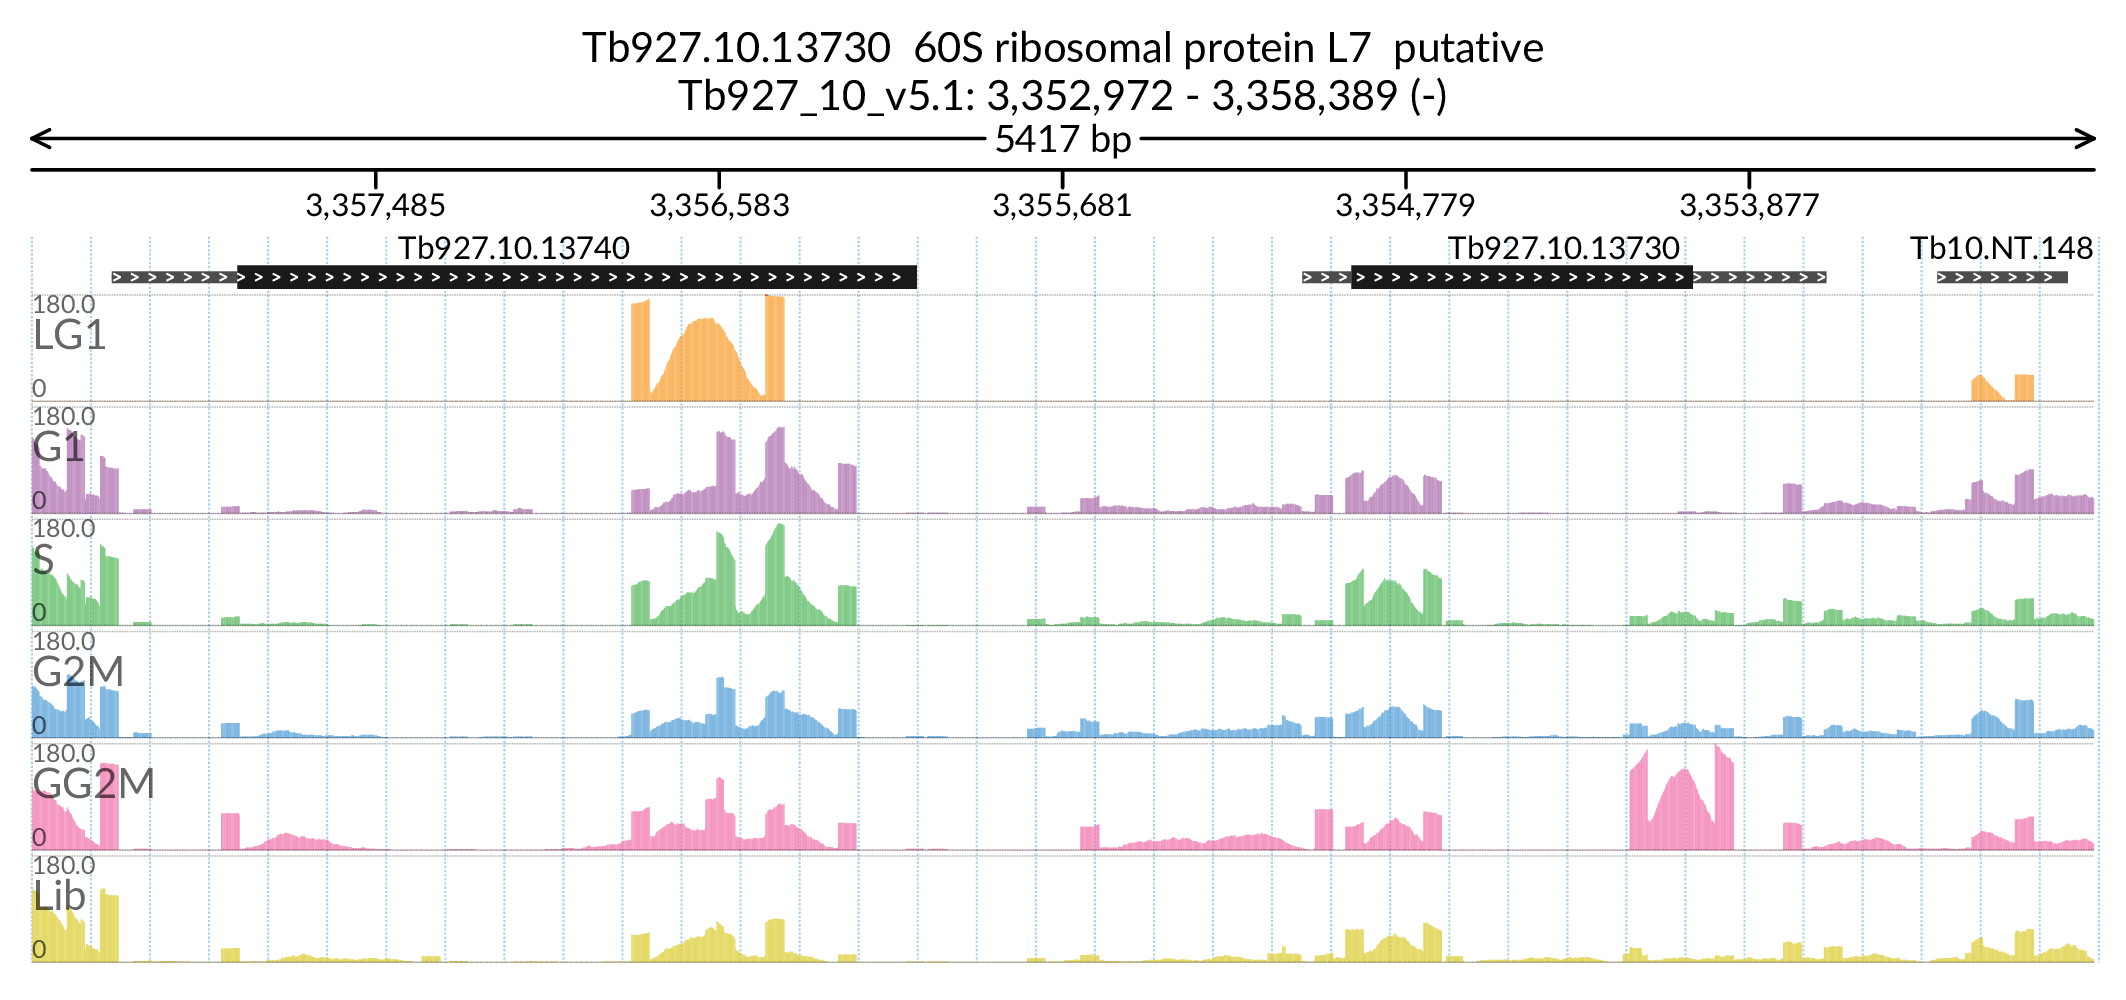 Tb927.10.13730  60S ribosomal protein L7  putative
Tb927_10_v5.1: 3,352,972 - 3,358,389 (-)
5417 bp
3,357,485 3,356,583 3,355,681 3,354,779 3,353,877
Tb927.10.13740 Tb927.10.13730 Tb10.NT.148
180.0
LG1
0
180.0
G1
0
180.0
S
0
180.0
G2M
0
180.0
GG2M
0
180.0
Lib
0